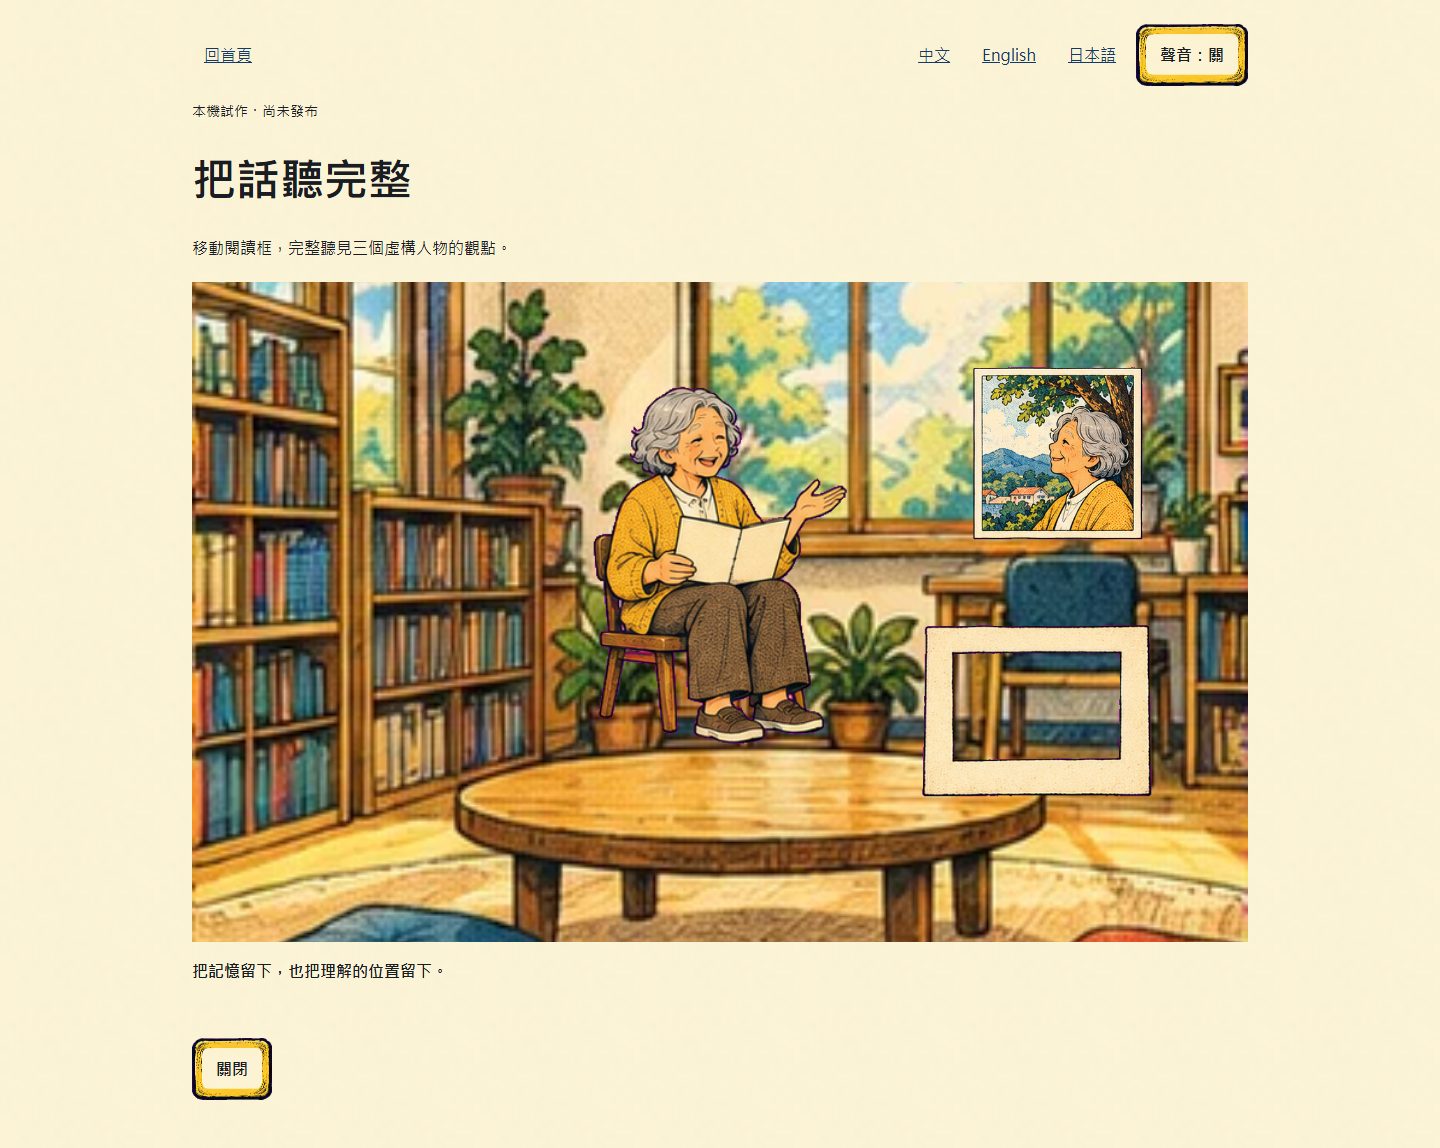 回首頁
中文 English 日本語 聲音：關
本機試作・尚未發布
把話聽完整
移動閱讀框，完整聽見三個虛構人物的觀點。
把記憶留下，也把理解的位置留下。
關閉